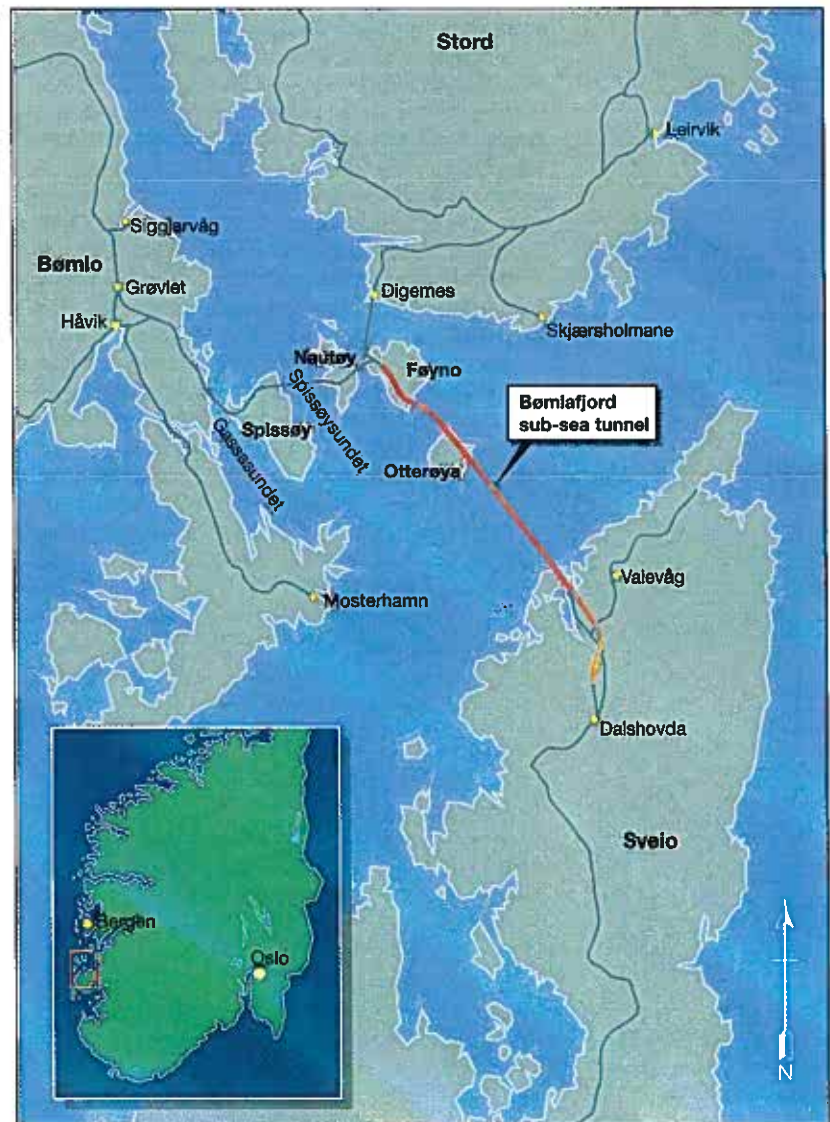 Stord
Leirvik
Siggjarvåg
Bømlo
Grøvlet
Digernes
Håvik
Skjærsholmane
Nautøy
Føyno
Bømlafjord
sub-sea tunnel
Spissøysundet
Spissøy
Gassasundet
Otterøya
Valevåg
Mosterhamn
Dalshovda
Sveio
Bergen
Oslo
N